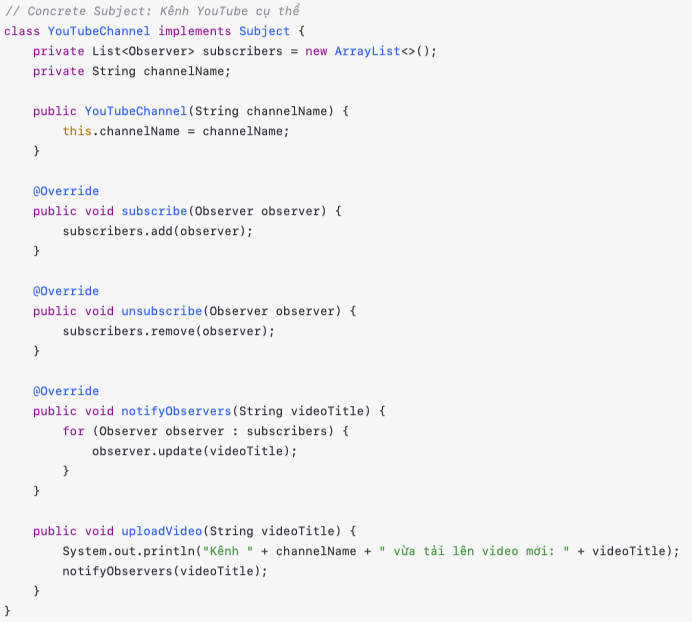 // Concrete Subject: Kênh YouTube cụ thể
class YouTubeChannel implements Subject {
    private List<Observer> subscribers = new ArrayList<>();
    private String channelName;

    public YouTubeChannel(String channelName) {
        this.channelName = channelName;
    }

    @Override
    public void subscribe(Observer observer) {
        subscribers.add(observer);
    }

    @Override
    public void unsubscribe(Observer observer) {
        subscribers.remove(observer);
    }

    @Override
    public void notifyObservers(String videoTitle) {
        for (Observer observer : subscribers) {
            observer.update(videoTitle);
        }
    }

    public void uploadVideo(String videoTitle) {
        System.out.println("Kênh " + channelName + " vừa tải lên video mới: " + videoTitle);
        notifyObservers(videoTitle);
    }
}